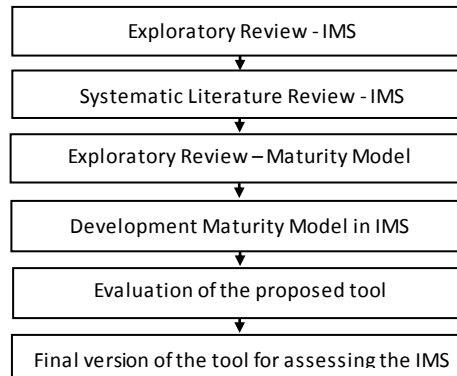 Exploratory Review - IMS
Systematic Literature Review - IMS
Exploratory Review – Maturity Model
Development Maturity Model in IMS
Evaluation of the proposed tool
Final version of the tool for assessing the IMS